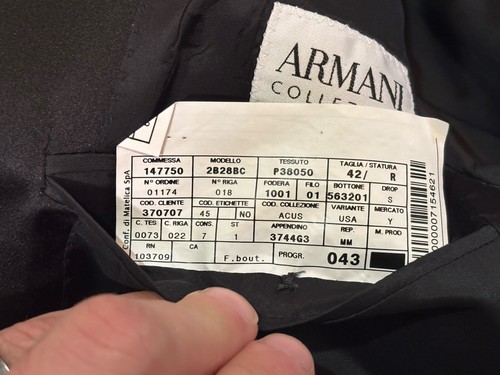 ARMANI
COMMESSA MODELLO TESSUTO TAGLIA / STATURA
147750 2B28BC P38050 42/ R
Nº ORDINE Nº RIGA FODERA FILO BOTTONE DROP
01174 018 1001 01 563201 S
COD. CLIENTE COD. ETICHETTE COD. COLLEZIONE VARIANTE MERCATO
370707 45 NO ACUS USA Y
C. TES C. RIGA CONS. ST APPENDINO REP. M. PROD
0073 022 7 1 3744G3 MM
RN CA F.bout. PROGR. 043
103709
Conf. di Matelica SpA
0000007154621